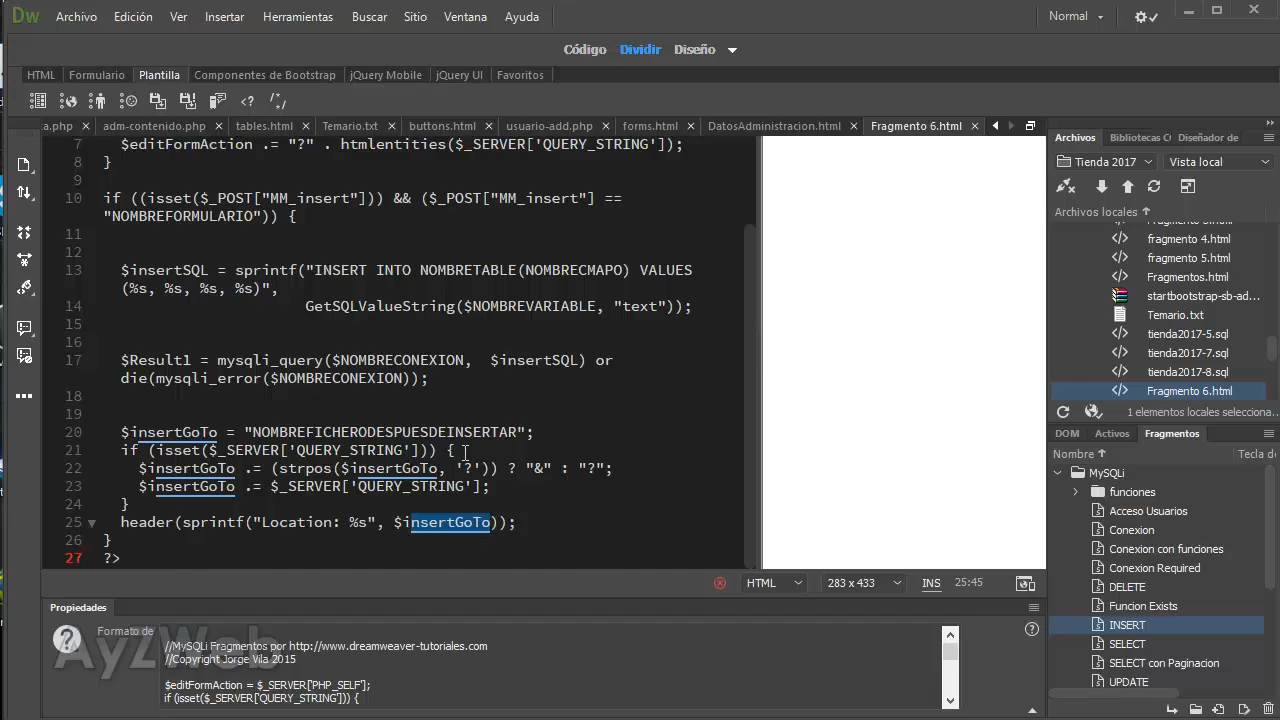 Dw Archivo Edición Ver Insertar Herramientas Buscar Sitio Ventana Ayuda Normal
Código Dividir Diseño
HTML Formulario Plantilla Componentes de Bootstrap jQuery Mobile jQuery UI Favoritos
ta.php adm-contenido.php tables.html Temario.txt buttons.html usuario-add.php forms.html DatosAdministracion.html Fragmento 6.html
7 $editFormAction .= "?" . htmlentities($_SERVER['QUERY_STRING']);
8 }
9
10 if ((isset($_POST["MM_insert"])) && ($_POST["MM_insert"] ==
"NOMBREFORMULARIO")) {
11
12
13 $insertSQL = sprintf("INSERT INTO NOMBRETABLE(NOMBRECMAPO) VALUES
(%s, %s, %s, %s)",
14 GetSQLValueString($NOMBREVARIABLE, "text"));
15
16
17 $Result1 = mysqli_query($NOMBRECONEXION, $insertSQL) or
die(mysqli_error($NOMBRECONEXION));
18
19
20 $insertGoTo = "NOMBREFICHERODESPUESDEINSERTAR";
21 if (isset($_SERVER['QUERY_STRING'])) {
22 $insertGoTo .= (strpos($insertGoTo, '?')) ? "&" : "?";
23 $insertGoTo .= $_SERVER['QUERY_STRING'];
24 }
25 header(sprintf("Location: %s", $insertGoTo));
26 }
27 ?>
HTML 283 x 433 INS 25:45
Propiedades
Formato de
AyZWeb
//MySQLi Fragmentos por http://www.dreamweaver-tutoriales.com
//Copyright Jorge Vila 2015
$editFormAction = $_SERVER['PHP_SELF'];
if (isset($_SERVER['QUERY_STRING'])) {
Archivos Bibliotecas CC Diseñador de
Tienda 2017 Vista local
Archivos locales
fragmento 4.html
fragmento 5.html
Fragmentos.html
startbootstrap-sb-ad...
Temario.txt
tienda2017-5.sql
tienda2017-7.sql
tienda2017-8.sql
Fragmento 6.html
1 elementos locales selecciona...
DOM Activos Fragmentos
Nombre Tecla de
MySQLi
funciones
Acceso Usuarios
Conexion
Conexion con funciones
Conexion Required
DELETE
Funcion Exists
INSERT
SELECT
SELECT con Paginacion
UPDATE